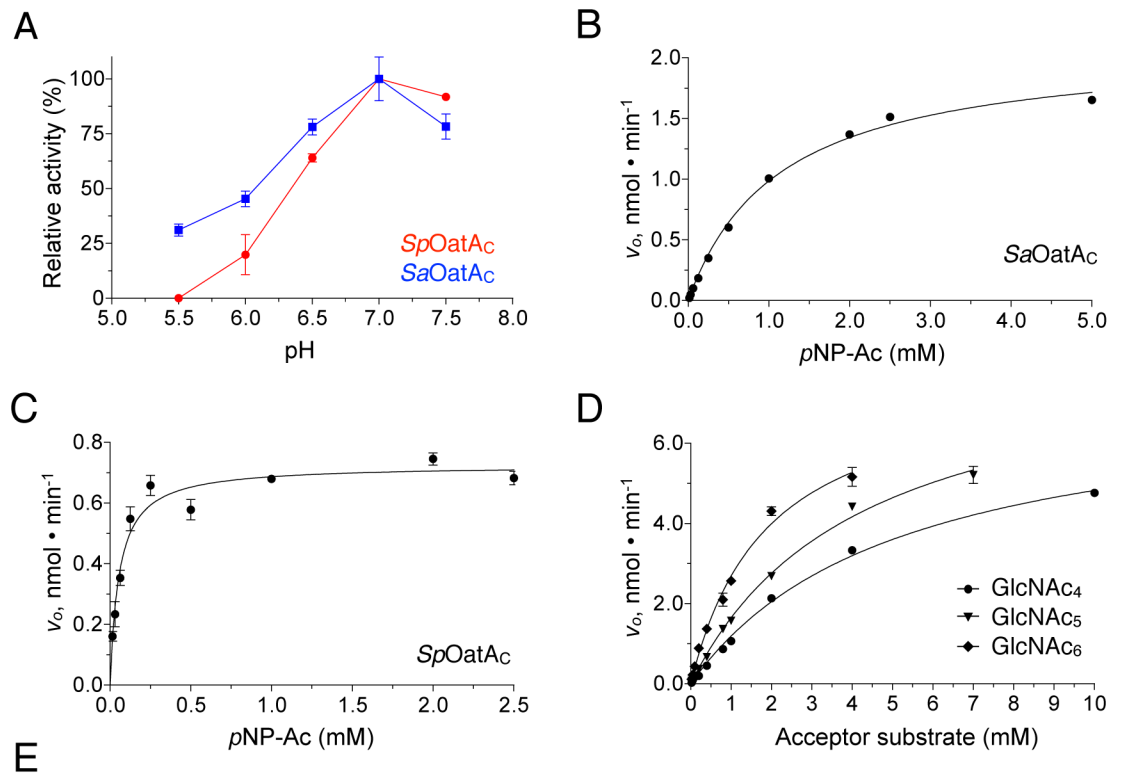 A
Relative activity (%)
100
75
50
25
0
5.0 5.5 6.0 6.5 7.0 7.5 8.0
pH
SpOatAC
SaOatAC
B
vo, nmol • min-1
2.0
1.5
1.0
0.5
0.0
0.0 1.0 2.0 3.0 4.0 5.0
pNP-Ac (mM)
SaOatAC
C
vo, nmol • min-1
0.8
0.6
0.4
0.2
0.0
0.0 0.5 1.0 1.5 2.0 2.5
pNP-Ac (mM)
SpOatAC
D
vo, nmol • min-1
6.0
4.0
2.0
0.0
0 1 2 3 4 5 6 7 8 9 10
Acceptor substrate (mM)
GlcNAc4
GlcNAc5
GlcNAc6
E